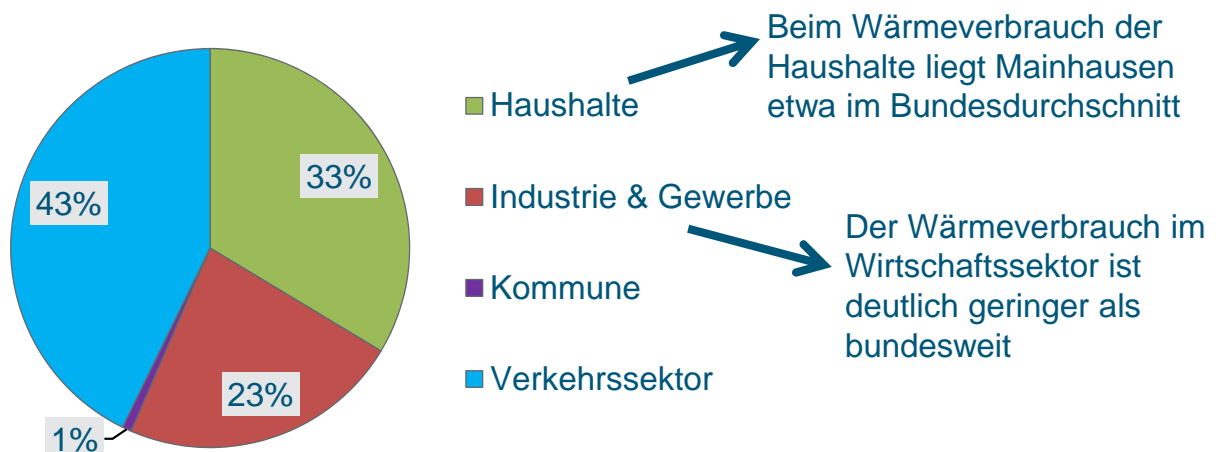 33%
43%
23%
1%
Haushalte
Industrie & Gewerbe
Kommune
Verkehrssektor
Beim Wärmeverbrauch der
Haushalte liegt Mainhausen
etwa im Bundesdurchschnitt
Der Wärmeverbrauch im
Wirtschaftssektor ist
deutlich geringer als
bundesweit